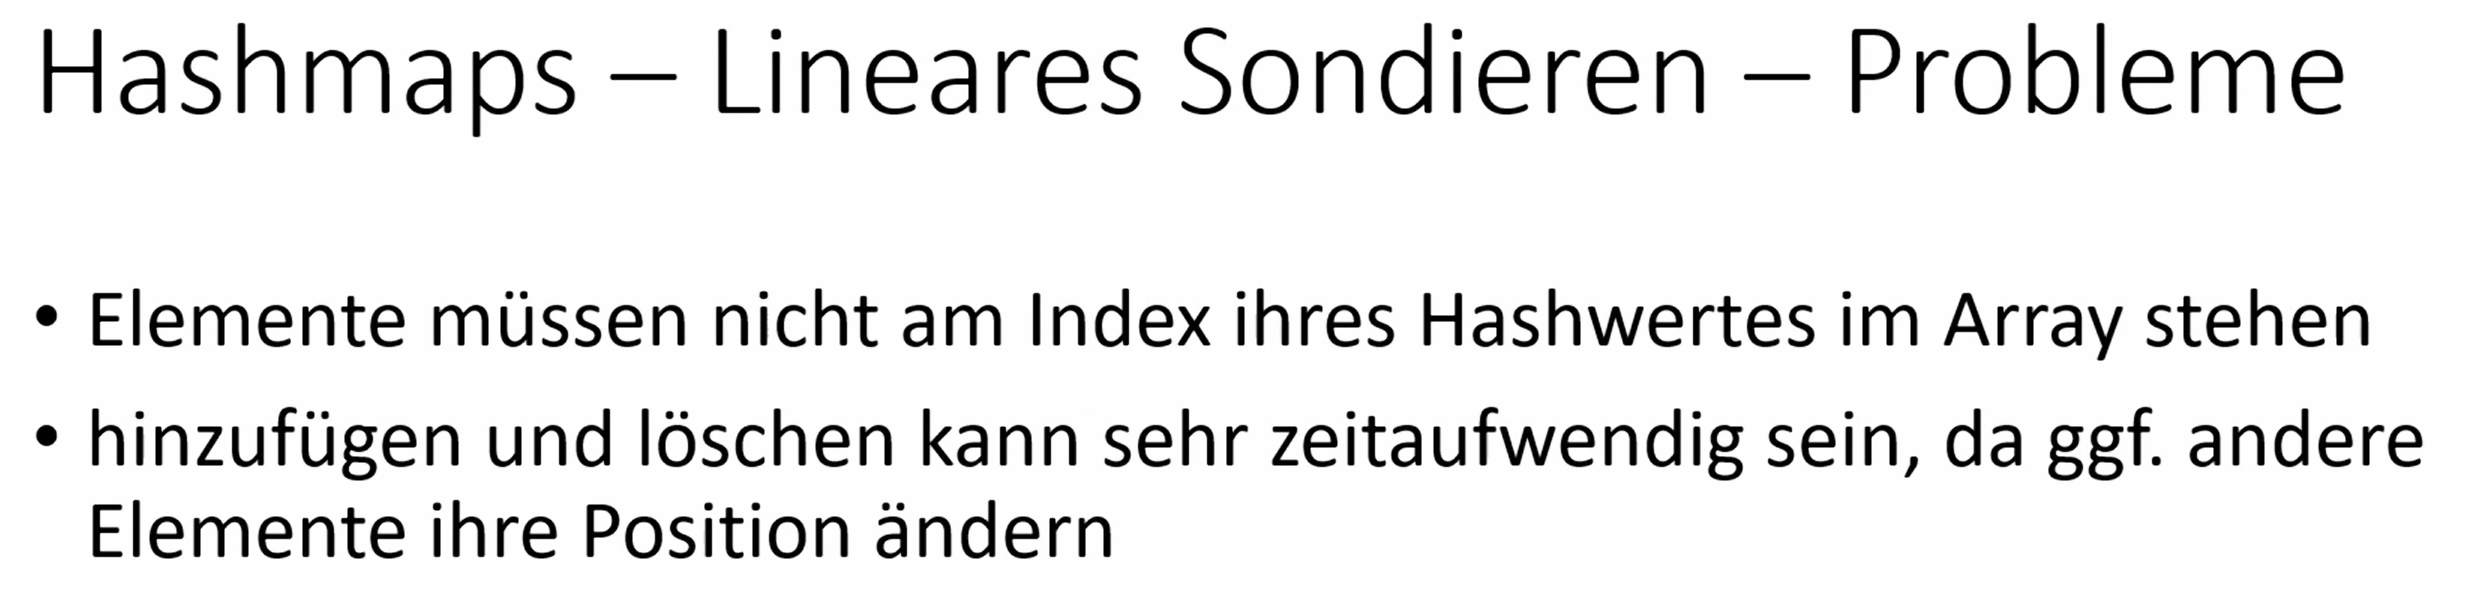 Hashmaps – Lineares Sondieren – Probleme
• Elemente müssen nicht am Index ihres Hashwertes im Array stehen
• hinzufügen und löschen kann sehr zeitaufwendig sein, da ggf. andere
Elemente ihre Position ändern